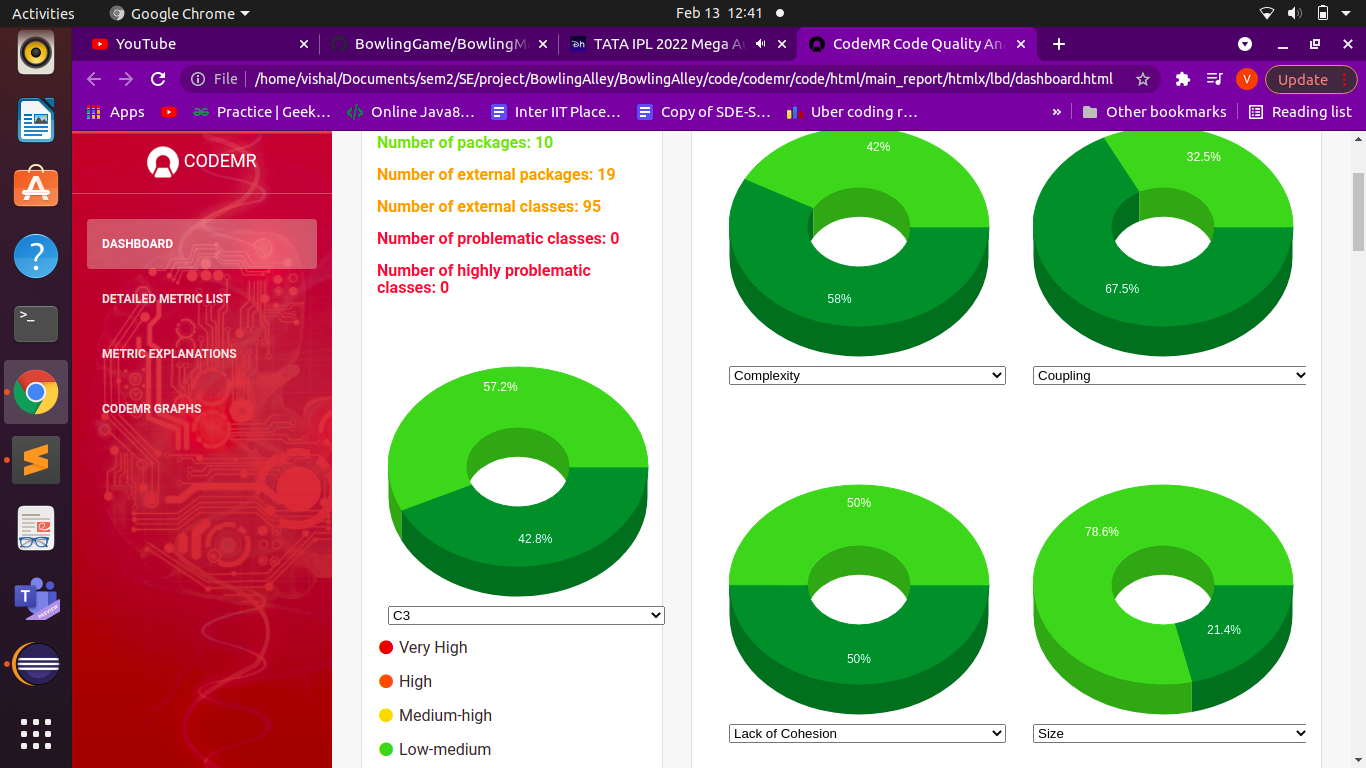 Activities
Google Chrome
Feb 13 12:41
YouTube
BowlingGame/BowlingMa
TATA IPL 2022 Mega Au
CodeMR Code Quality Ana
File
/home/vishal/Documents/sem2/SE/project/BowlingAlley/BowlingAlley/code/codemr/code/html/main_report/htmlx/lbd/dashboard.html
V
Update
Apps
Practice | Geek...
Online Java8...
Inter IIT Place...
Copy of SDE-S...
Uber coding r...
»
Other bookmarks
Reading list
CODEMR
DASHBOARD
DETAILED METRIC LIST
METRIC EXPLANATIONS
CODEMR GRAPHS
Number of packages: 10
Number of external packages: 19
Number of external classes: 95
Number of problematic classes: 0
Number of highly problematic
classes: 0
57.2%
42.8%
C3
Very High
High
Medium-high
Low-medium
42%
58%
Complexity
32.5%
67.5%
Coupling
50%
50%
Lack of Cohesion
78.6%
21.4%
Size